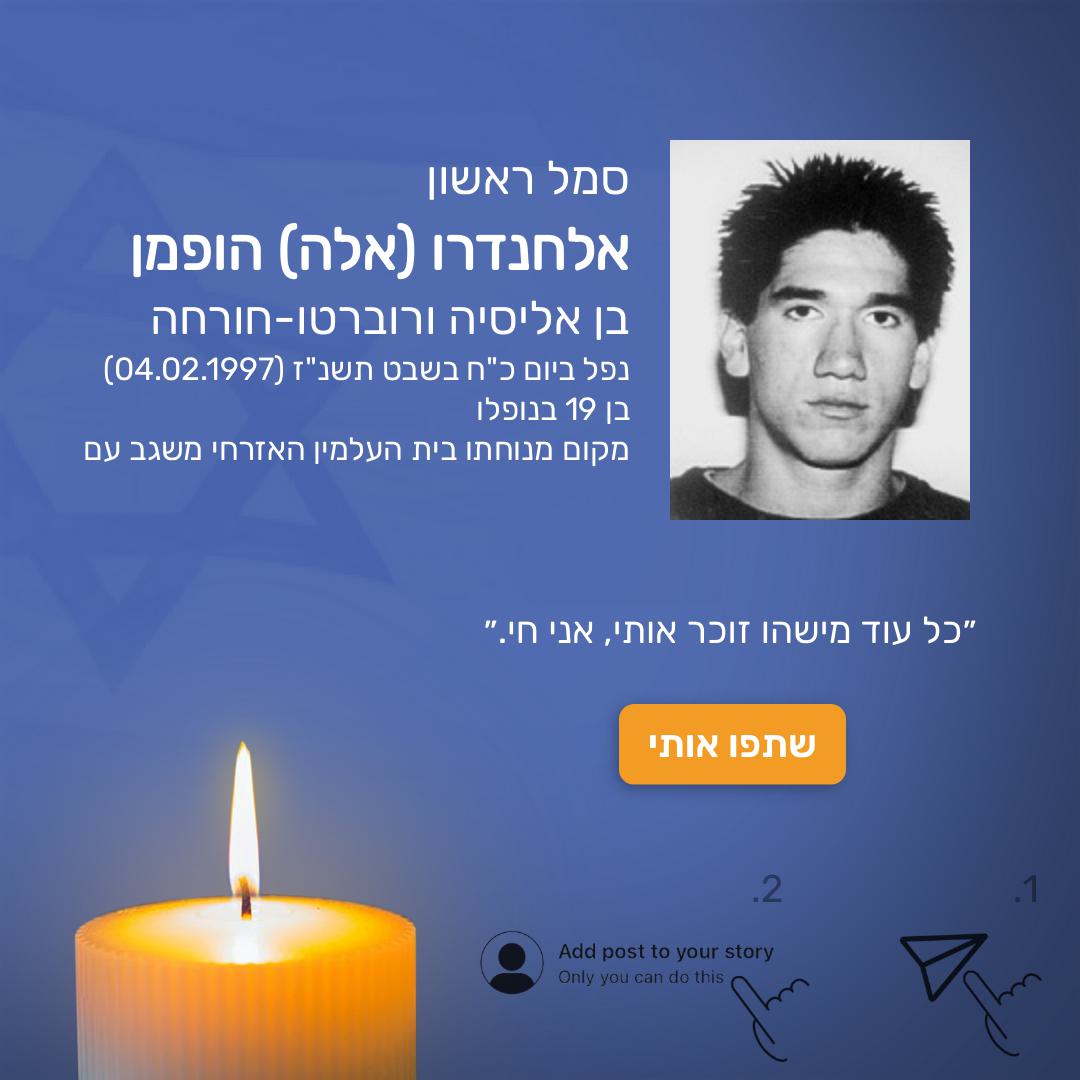 סמל ראשון
אלחנדרו (אלה) הופמן
בן אליסיה ורוברטו-חורחה
נפל ביום כ"ח בשבט תשנ"ז (04.02.1997)
בן 19 בנופלו
מקום מנוחתו בית העלמין האזרחי משגב עם
״כל עוד מישהו זוכר אותי, אני חי.״
שתפו אותי
1.
2.
Add post to your story
Only you can do this